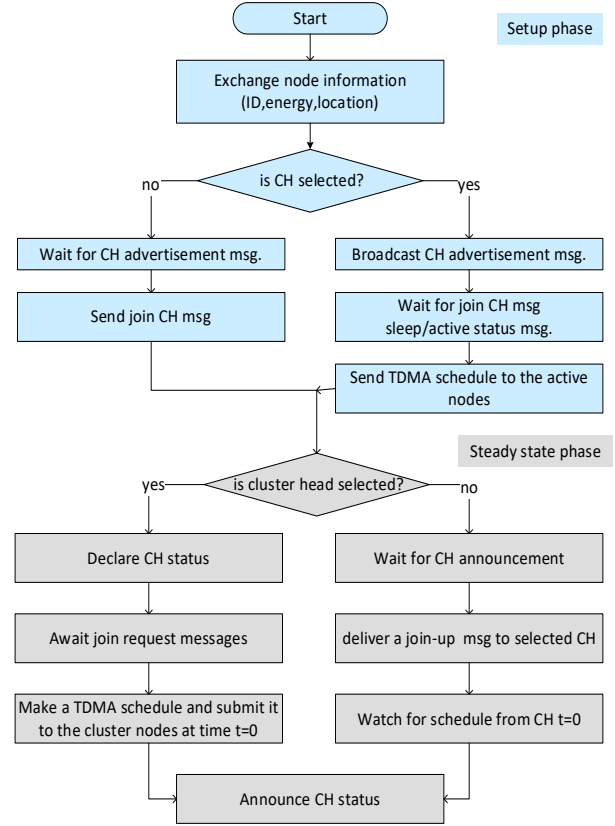 Start
Setup phase
Exchange node information
(ID,energy,location)
is CH selected?
no
yes
Wait for CH advertisement msg.
Broadcast CH advertisement msg.
Send join CH msg
Wait for join CH msg
sleep/active status msg.
Send TDMA schedule to the active
nodes
Steady state phase
is cluster head selected?
yes
no
Declare CH status
Wait for CH announcement
Await join request messages
deliver a join-up msg to selected CH
Make a TDMA schedule and submit it
to the cluster nodes at time t=0
Watch for schedule from CH t=0
Announce CH status